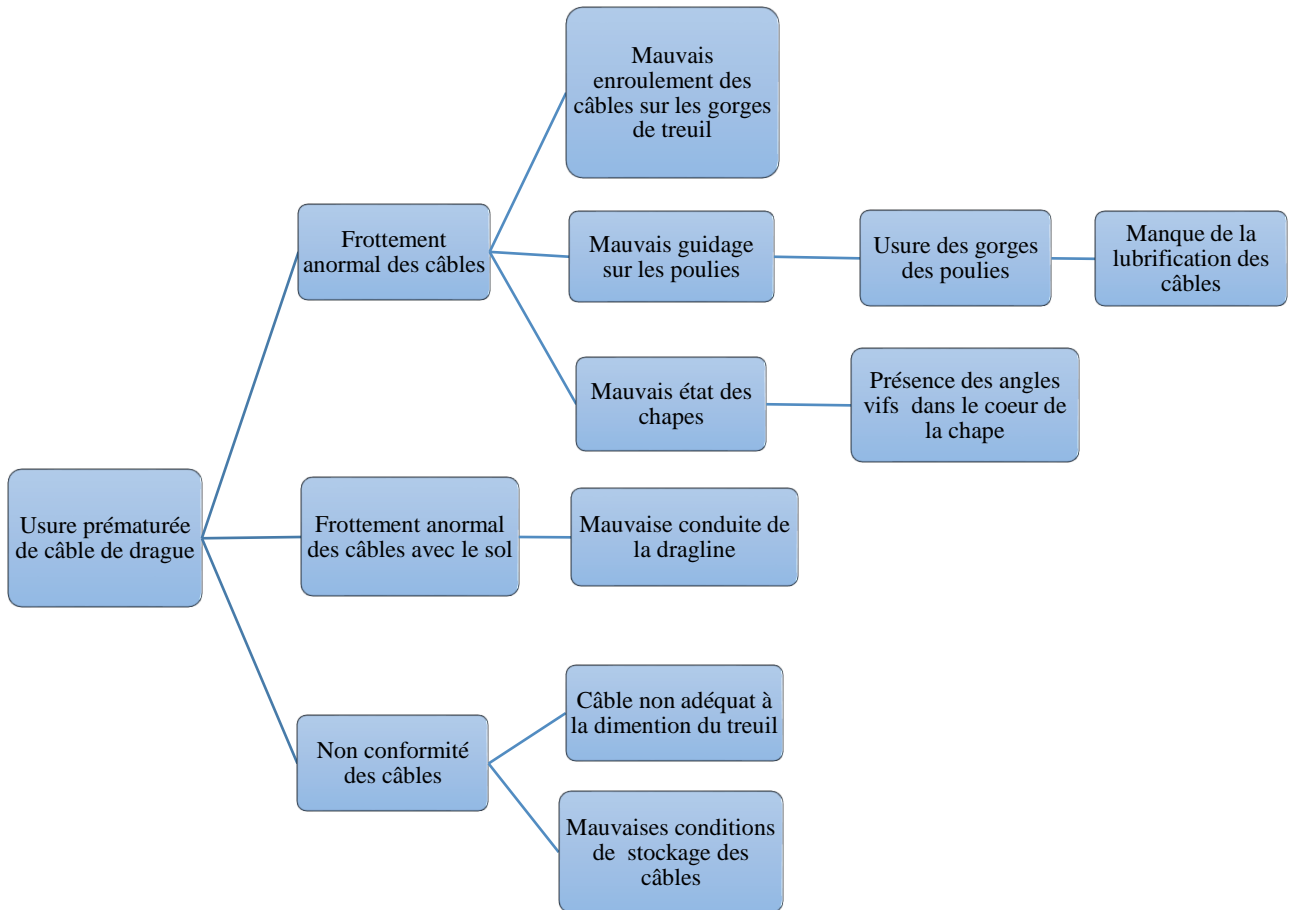 Mauvais
enroulement des
câbles sur les gorges
de treuil
Frottement
anormal des câbles
Mauvais guidage
sur les poulies
Usure des gorges
des poulies
Manque de la
lubrification des
câbles
Mauvais état des
chapes
Présence des angles
vifs dans le coeur de
la chape
Usure prématurée
de câble de drague
Frottement anormal
des câbles avec le sol
Mauvaise conduite de
la dragline
Non conformité
des câbles
Câble non adéquat à
la dimention du treuil
Mauvaises conditions
de stockage des
câbles